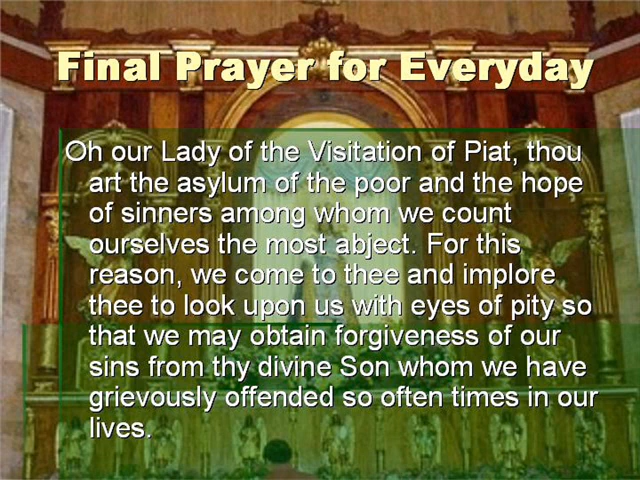 Final Prayer for Everyday
Oh our Lady of the Visitation of Piat, thou
art the asylum of the poor and the hope
of sinners among whom we count
ourselves the most abject. For this
reason, we come to thee and implore
thee to look upon us with eyes of pity so
that we may obtain forgiveness of our
sins from thy divine Son whom we have
grievously offended so often times in our
lives.